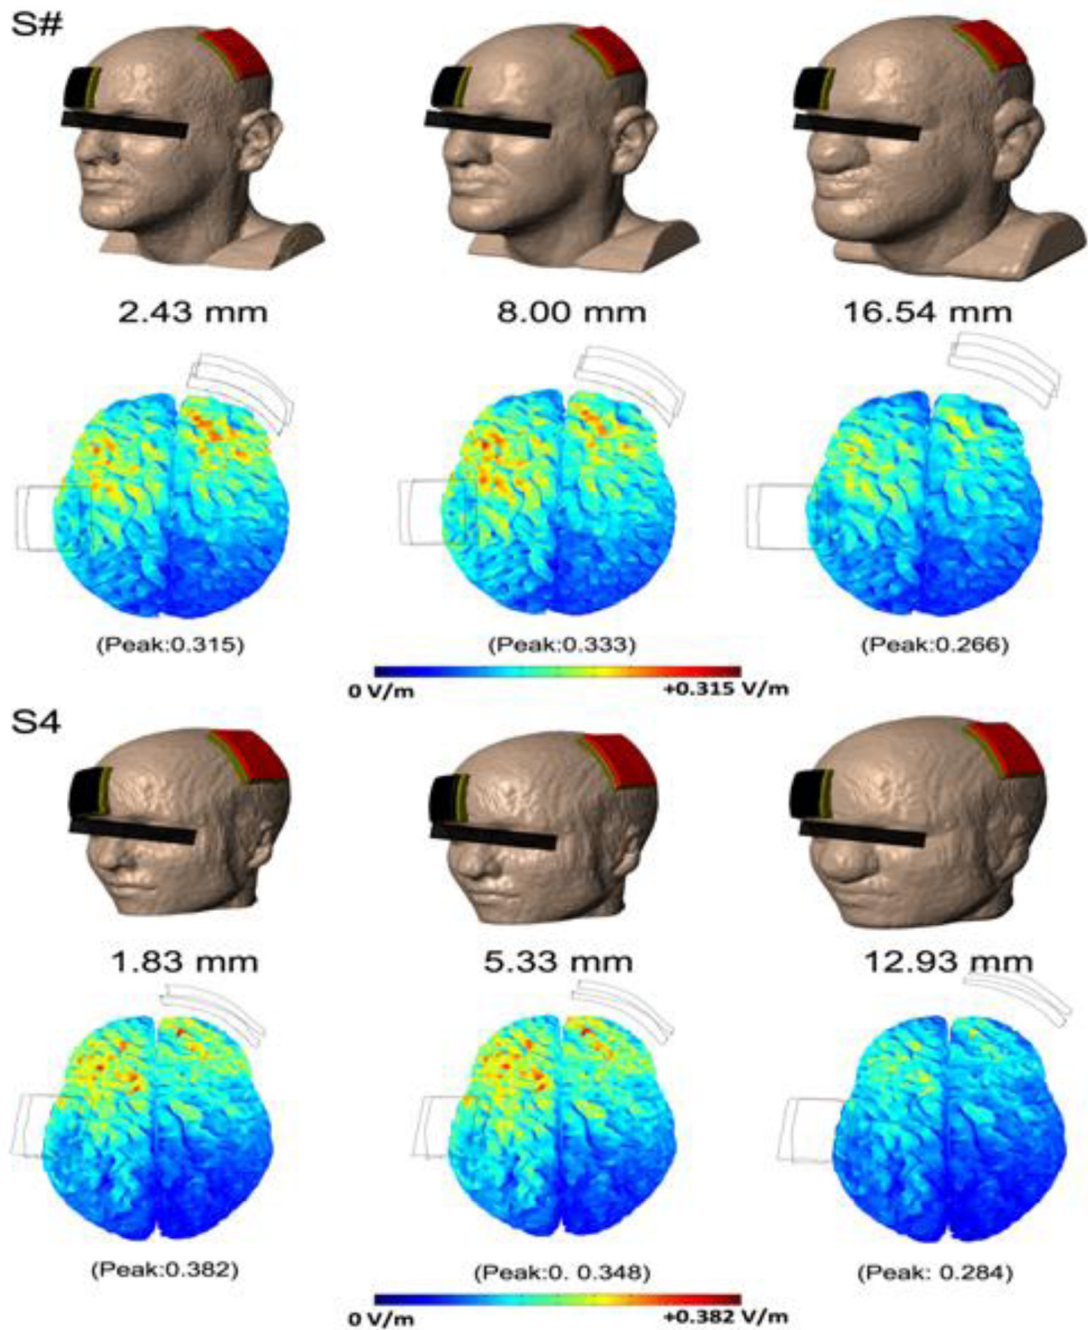 S#
2.43 mm 8.00 mm 16.54 mm
(Peak:0.315) (Peak:0.333) (Peak:0.266)
0 V/m +0.315 V/m
S4
1.83 mm 5.33 mm 12.93 mm
(Peak:0.382) (Peak:0. 0.348) (Peak: 0.284)
0 V/m +0.382 V/m